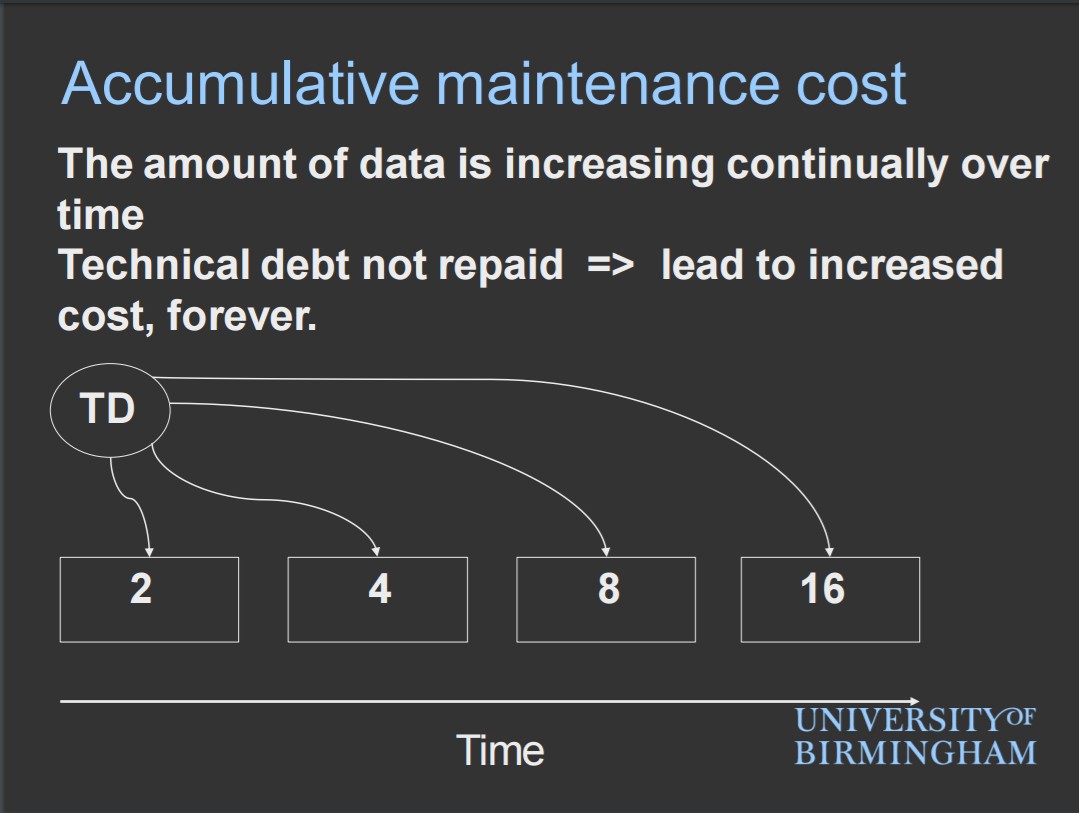 Accumulative maintenance cost
The amount of data is increasing continually over
time
Technical debt not repaid => lead to increased
cost, forever.
TD
2
4
8
16
Time
UNIVERSITY OF
BIRMINGHAM